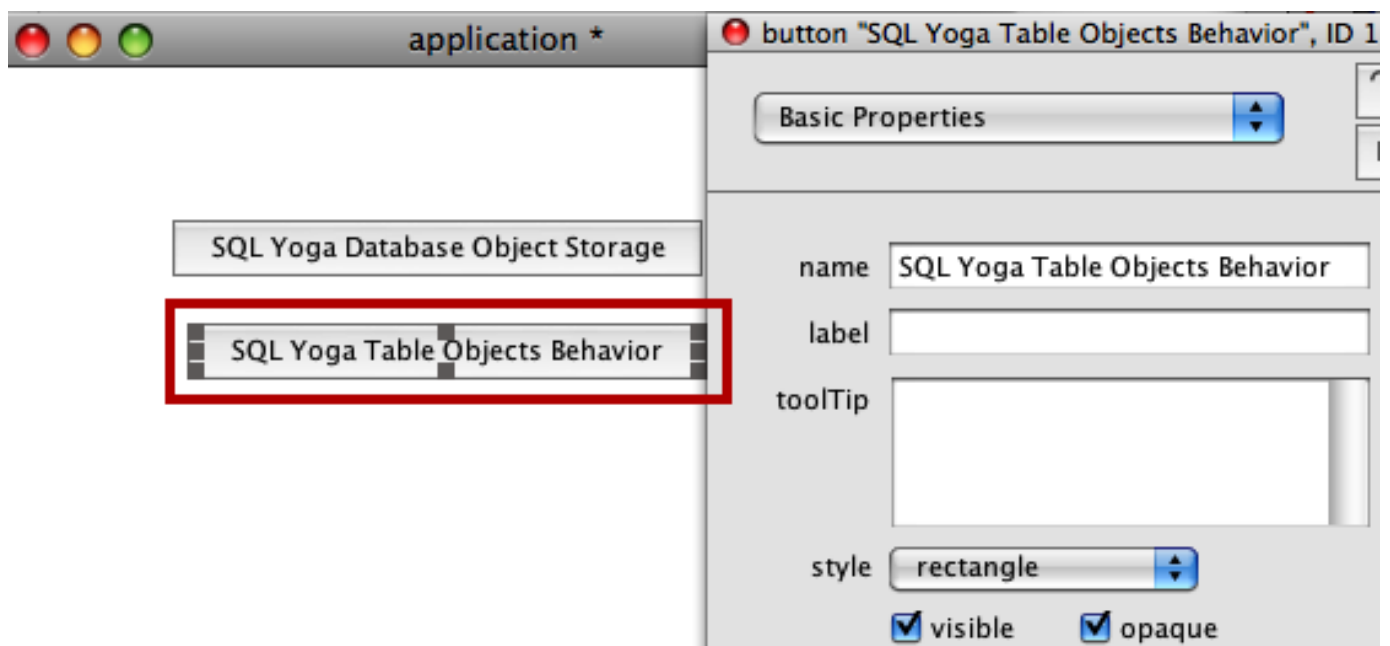 application *
button "SQL Yoga Table Objects Behavior", ID 1
Basic Properties
SQL Yoga Database Object Storage
name SQL Yoga Table Objects Behavior
SQL Yoga Table Objects Behavior
label
toolTip
style rectangle
visible opaque